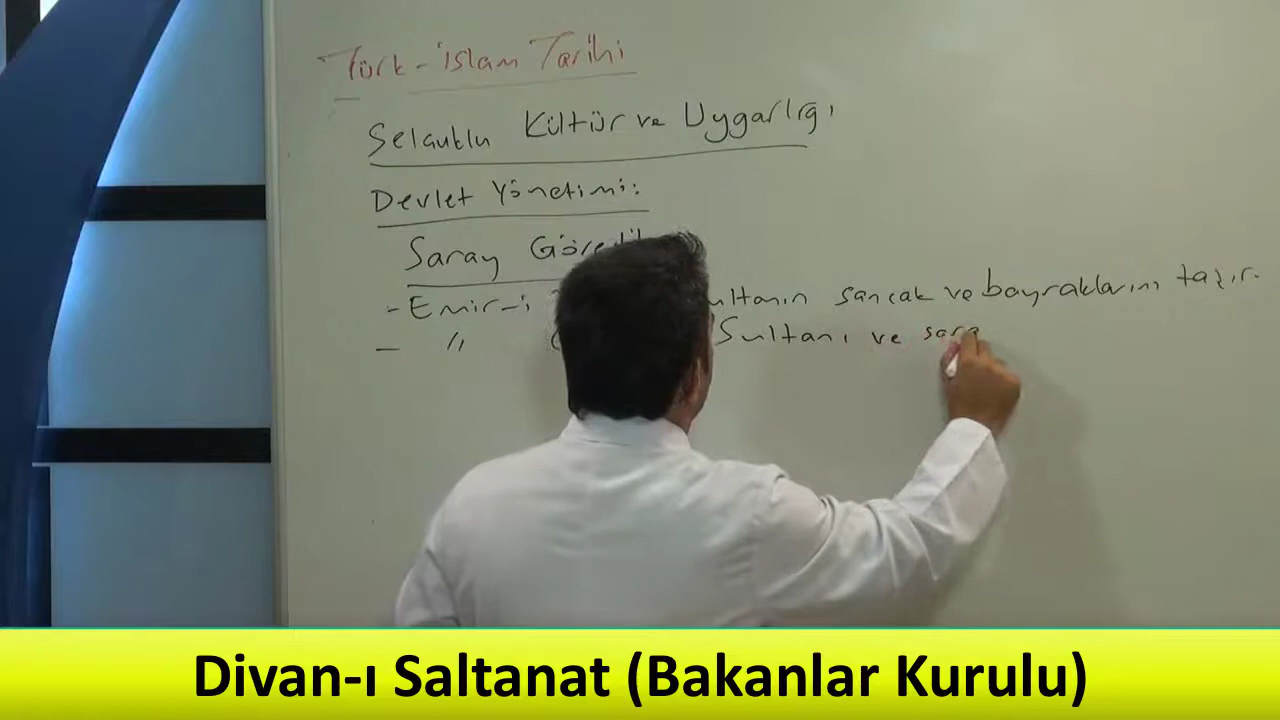 Türk-İslam Tarihi
Selçuklu Kültür ve Uygarlığı
Devlet Yönetimi:
Saray
- Emir-i sancak ve bayraklarını taşır.
- " Sultanı ve
Divan-ı Saltanat (Bakanlar Kurulu)